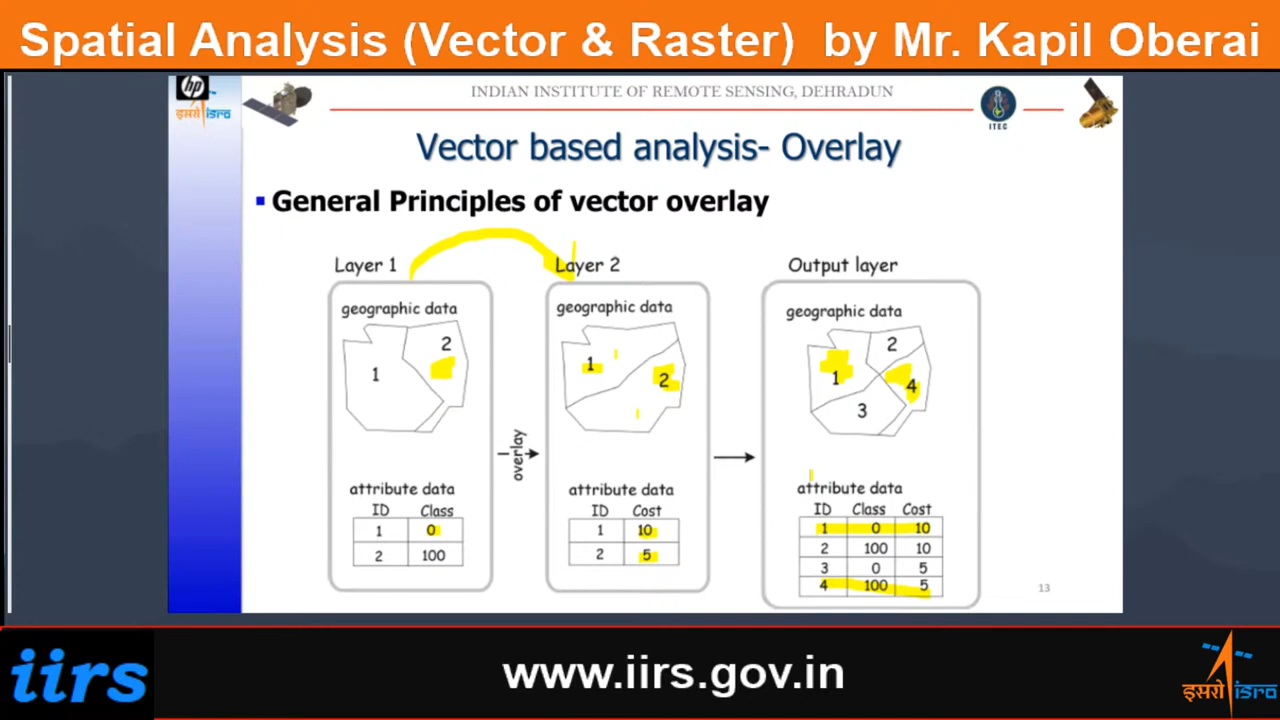 Spatial Analysis (Vector & Raster) by Mr. Kapil Oberai
hp
इसरो isro
INDIAN INSTITUTE OF REMOTE SENSING, DEHRADUN
ITEC
Vector based analysis- Overlay
General Principles of vector overlay
Layer 1
geographic data
1
2
attribute data
ID Class
1 0
2 100
overlay
Layer 2
geographic data
1
2
attribute data
ID Cost
1 10
2 5
Output layer
geographic data
1
2
3
4
attribute data
ID Class Cost
1 0 10
2 100 10
3 0 5
4 100 5
13
iirs
www.iirs.gov.in
इसरो isro